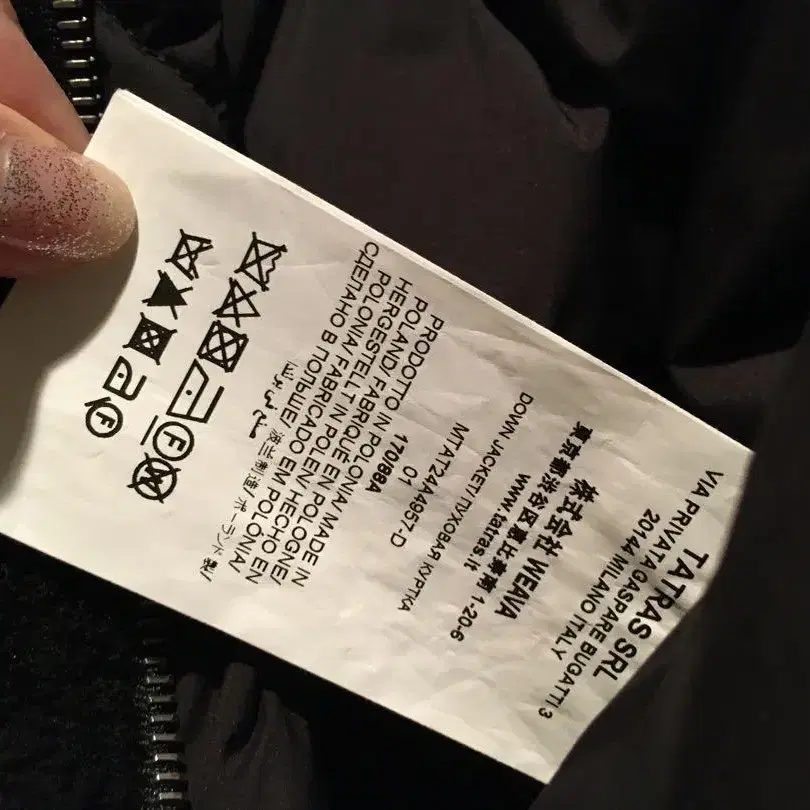 TATRAS SRL
VIA PRIVATA GASPARE BUGATTI 3
20144 MILANO ITALY
株式会社 WEAVA
東京都渋谷区恵比寿南 1-20-6
www.tatras.it
DOWN JACKET/ ПУХОВАЯ КУРТКА
MTAT24A4957-D
01
170/88A
PRODOTTO IN POLONIA/ MADE IN
POLAND/ FABRIQUÉ EN POLOGNE/
HERGESTELLT IN POLEN/ HECHO EN
POLONIA/ FABRICADO EM POLÓNIA/
СДЕЛАНО В ПОЛЬШЕ/ 波兰制造 ポーランド製/
F
F